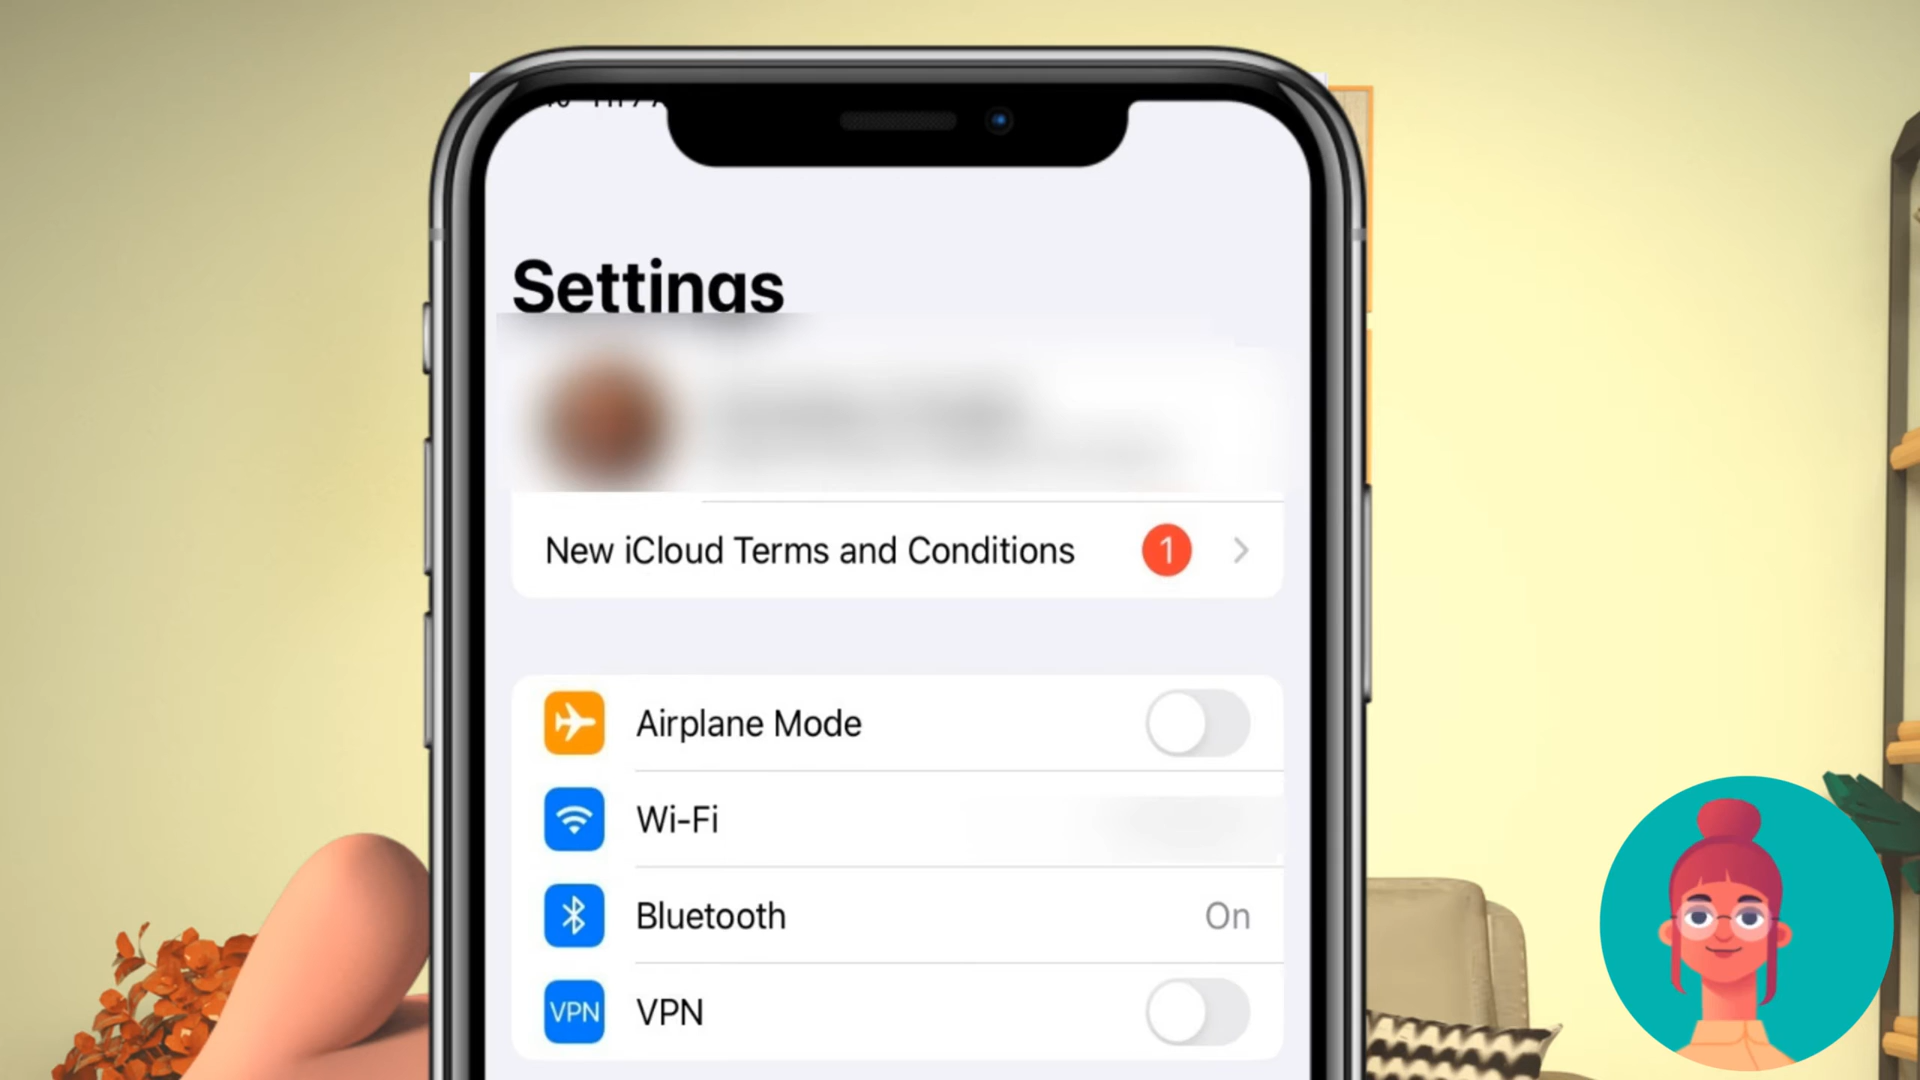 Settings
New iCloud Terms and Conditions 1
Airplane Mode
Wi-Fi
Bluetooth On
VPN VPN